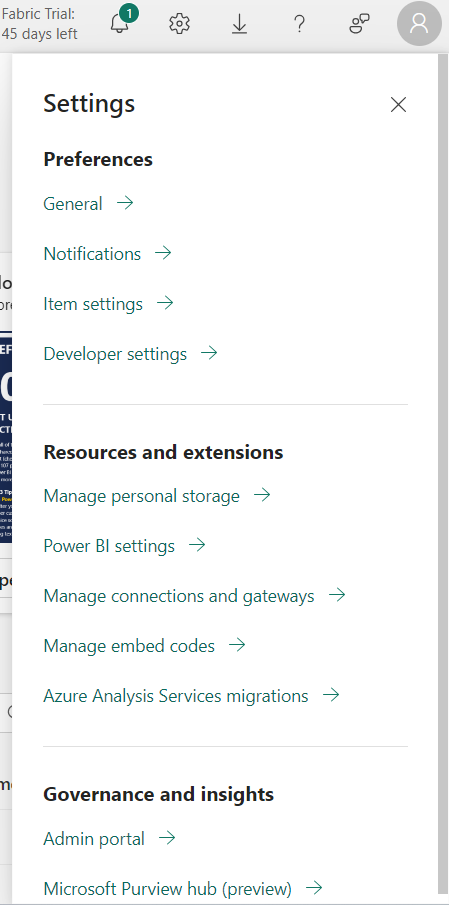 Fabric Trial:
45 days left
1
Settings
Preferences
General
Notifications
Item settings
Developer settings
Resources and extensions
Manage personal storage
Power BI settings
Manage connections and gateways
Manage embed codes
Azure Analysis Services migrations
Governance and insights
Admin portal
Microsoft Purview hub (preview)